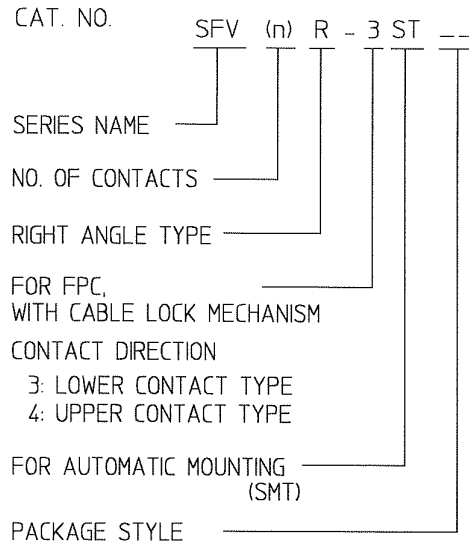 CAT. NO.
SFV (n) R - 3 ST _ _
SERIES NAME
NO. OF CONTACTS
RIGHT ANGLE TYPE
FOR FPC,
WITH CABLE LOCK MECHANISM
CONTACT DIRECTION
3: LOWER CONTACT TYPE
4: UPPER CONTACT TYPE
FOR AUTOMATIC MOUNTING
(SMT)
PACKAGE STYLE